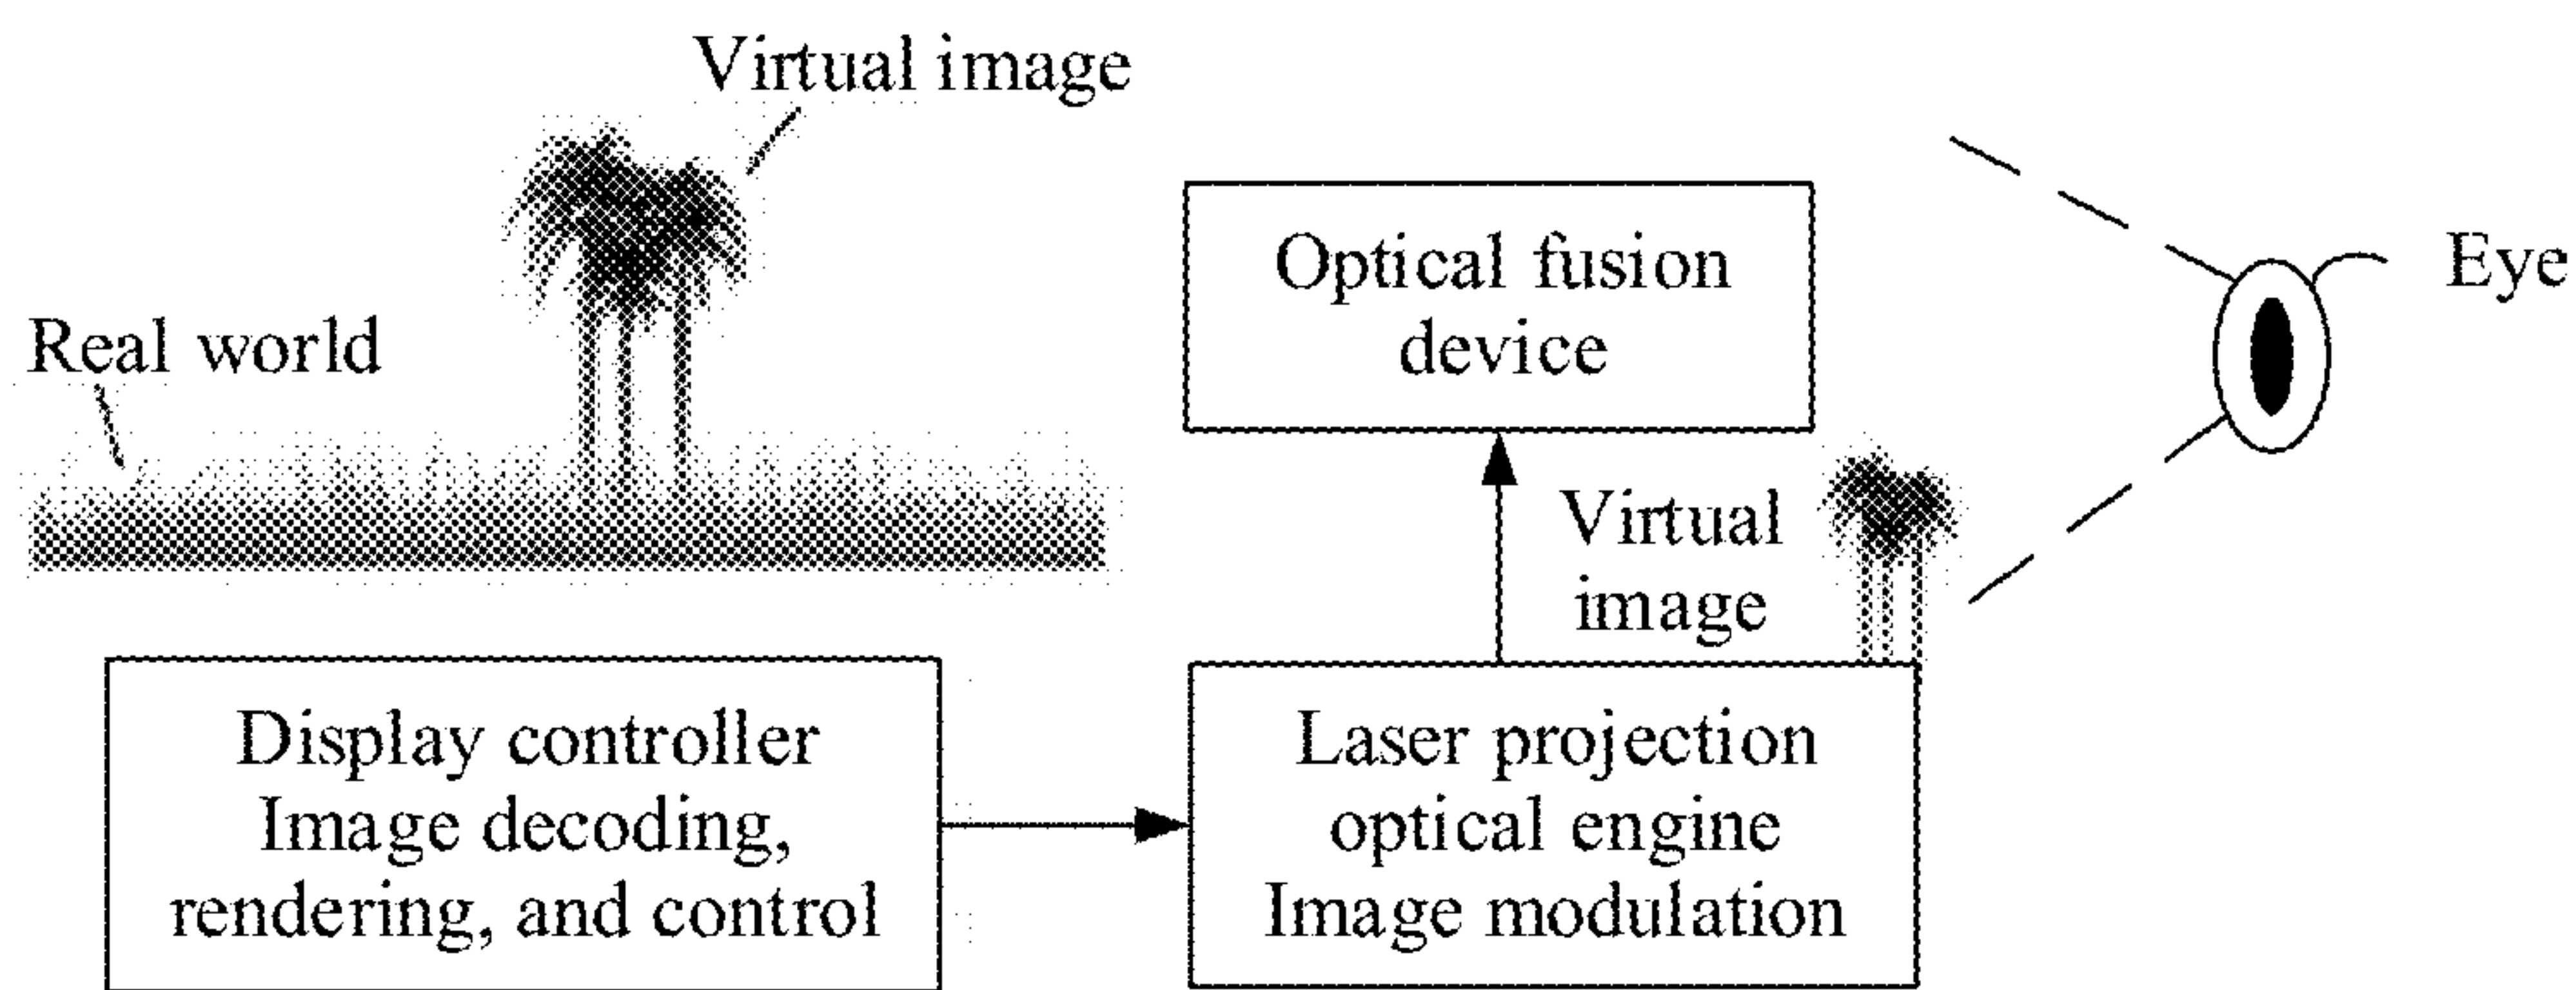 Virtual image
Real world
Optical fusion
device
Eye
Virtual
image
Display controller
Image decoding,
rendering, and control
Laser projection
optical engine
Image modulation